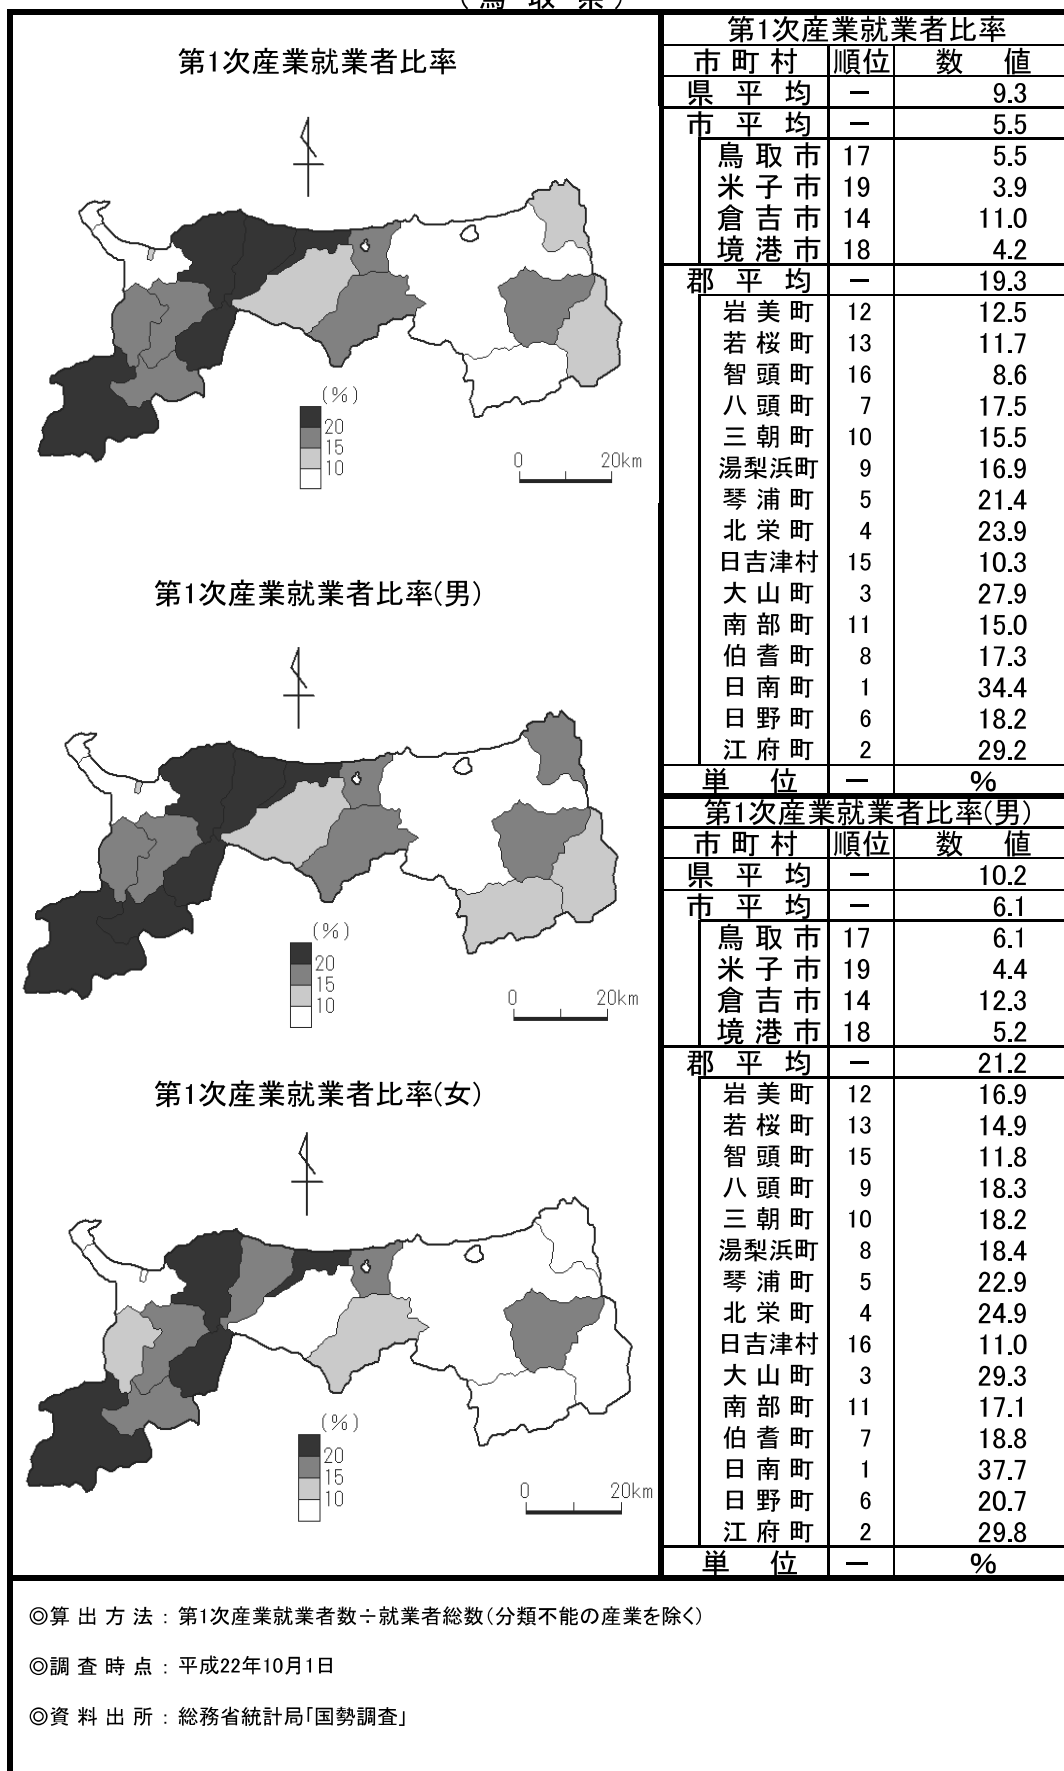 (鳥取県)
第1次産業就業者比率
(%)
20
15
10
0 20km
第1次産業就業者比率(男)
(%)
20
15
10
0 20km
第1次産業就業者比率(女)
(%)
20
15
10
0 20km
第1次産業就業者比率
市町村 順位 数値
県平均 － 9.3
市平均 － 5.5
鳥取市 17 5.5
米子市 19 3.9
倉吉市 14 11.0
境港市 18 4.2
郡平均 － 19.3
岩美町 12 12.5
若桜町 13 11.7
智頭町 16 8.6
八頭町 7 17.5
三朝町 10 15.5
湯梨浜町 9 16.9
琴浦町 5 21.4
北栄町 4 23.9
日吉津村 15 10.3
大山町 3 27.9
南部町 11 15.0
伯耆町 8 17.3
日南町 1 34.4
日野町 6 18.2
江府町 2 29.2
単位 － %
第1次産業就業者比率(男)
市町村 順位 数値
県平均 － 10.2
市平均 － 6.1
鳥取市 17 6.1
米子市 19 4.4
倉吉市 14 12.3
境港市 18 5.2
郡平均 － 21.2
岩美町 12 16.9
若桜町 13 14.9
智頭町 15 11.8
八頭町 9 18.3
三朝町 10 18.2
湯梨浜町 8 18.4
琴浦町 5 22.9
北栄町 4 24.9
日吉津村 16 11.0
大山町 3 29.3
南部町 11 17.1
伯耆町 7 18.8
日南町 1 37.7
日野町 6 20.7
江府町 2 29.8
単位 － %
◎算出方法：第1次産業就業者数÷就業者総数(分類不能の産業を除く)
◎調査時点：平成22年10月1日
◎資料出所：総務省統計局「国勢調査」